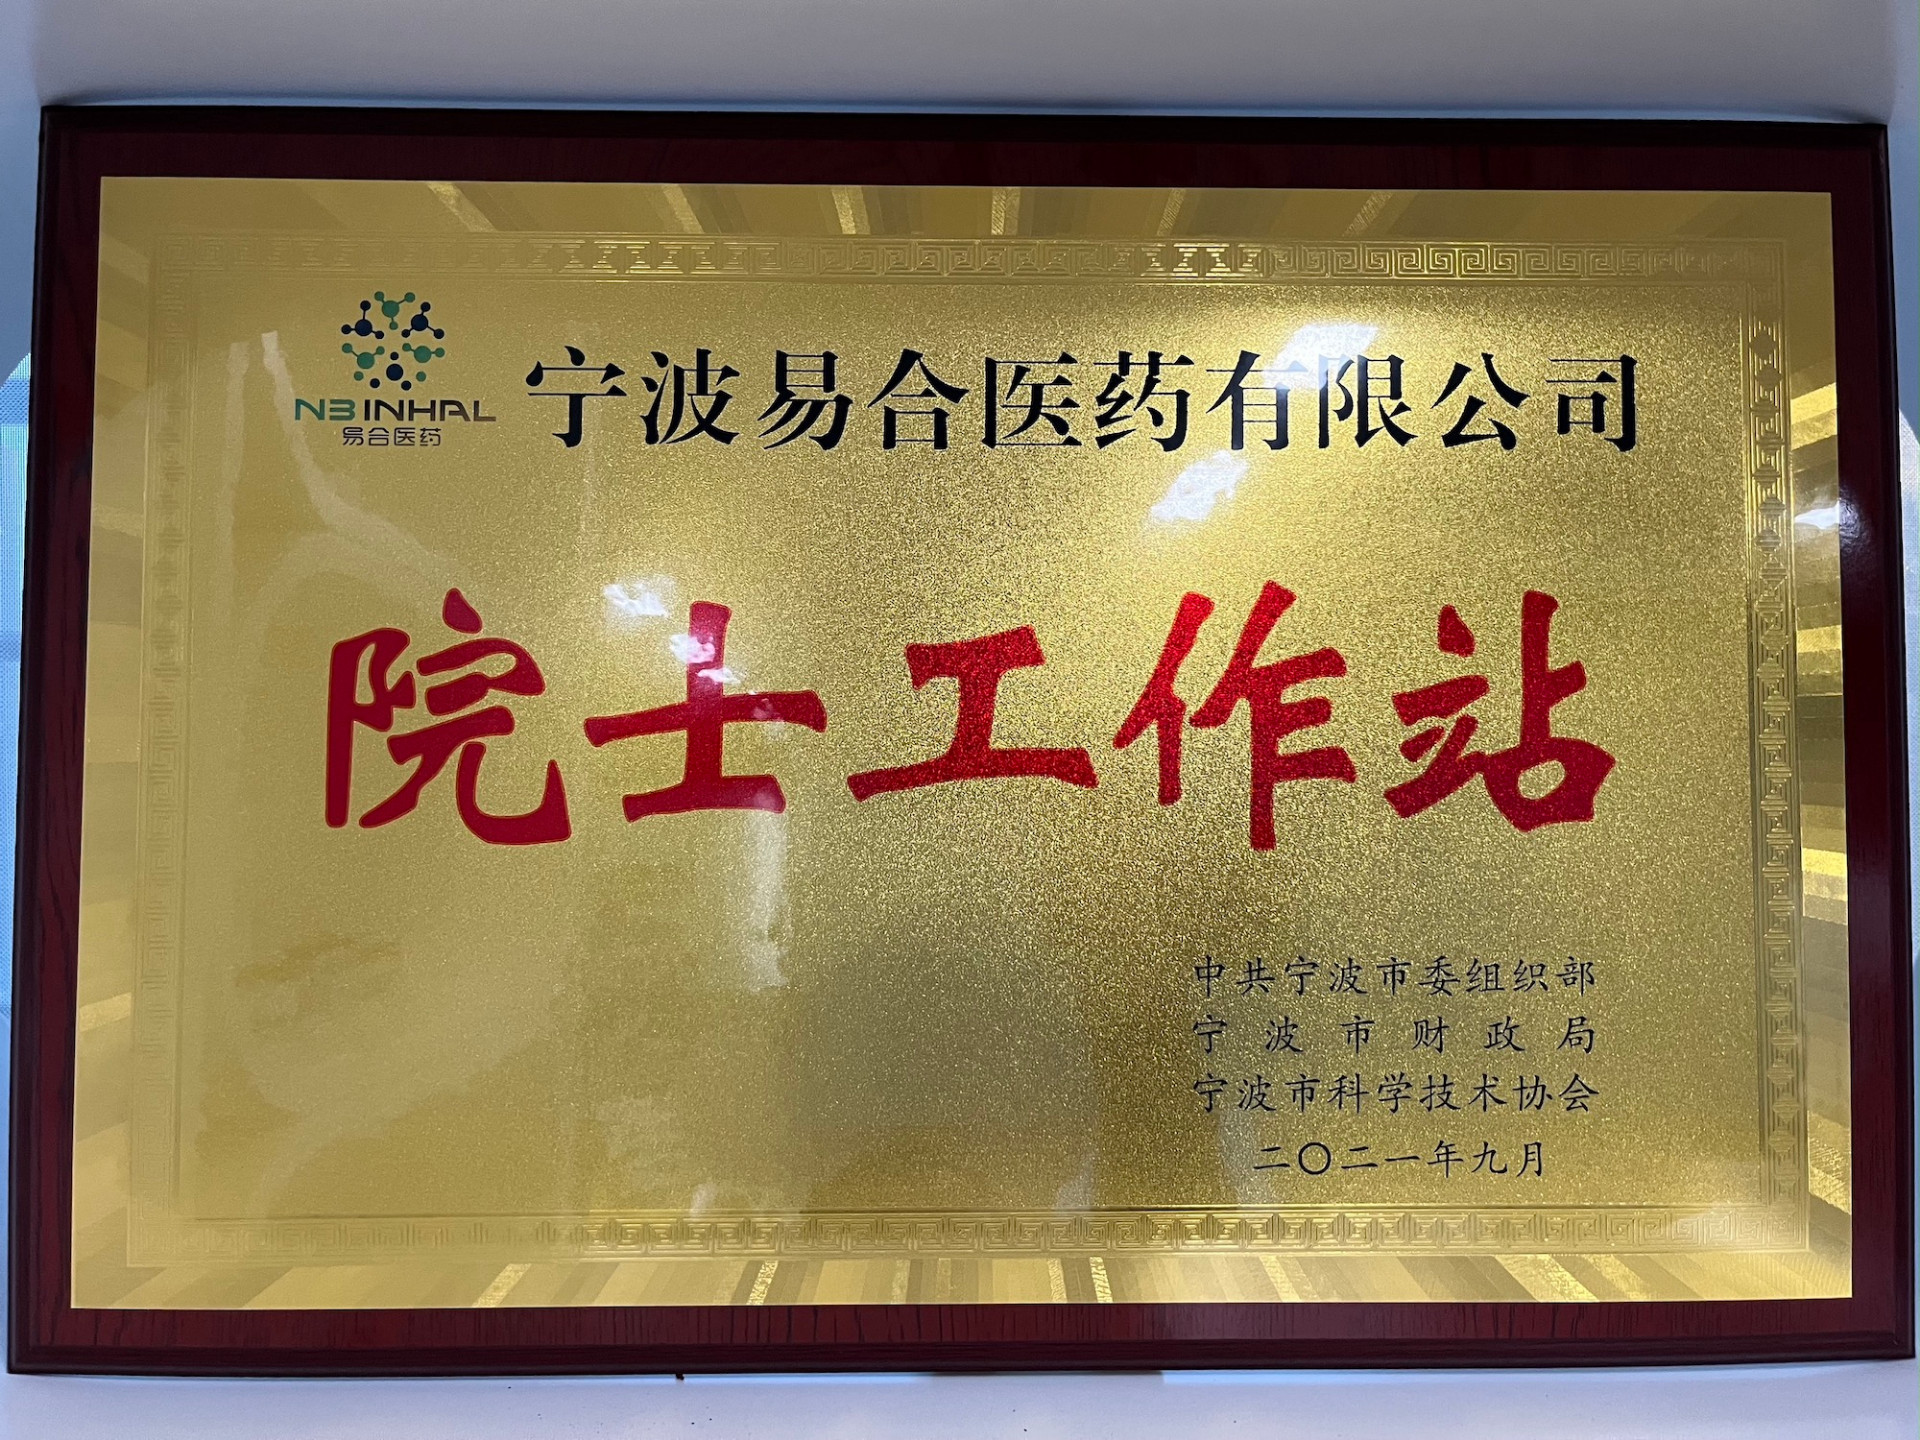 NBINHAL
易合医药
宁波易合医药有限公司
院士工作站
中共宁波市委组织部
宁波市财政局
宁波市科学技术协会
二〇二一年九月